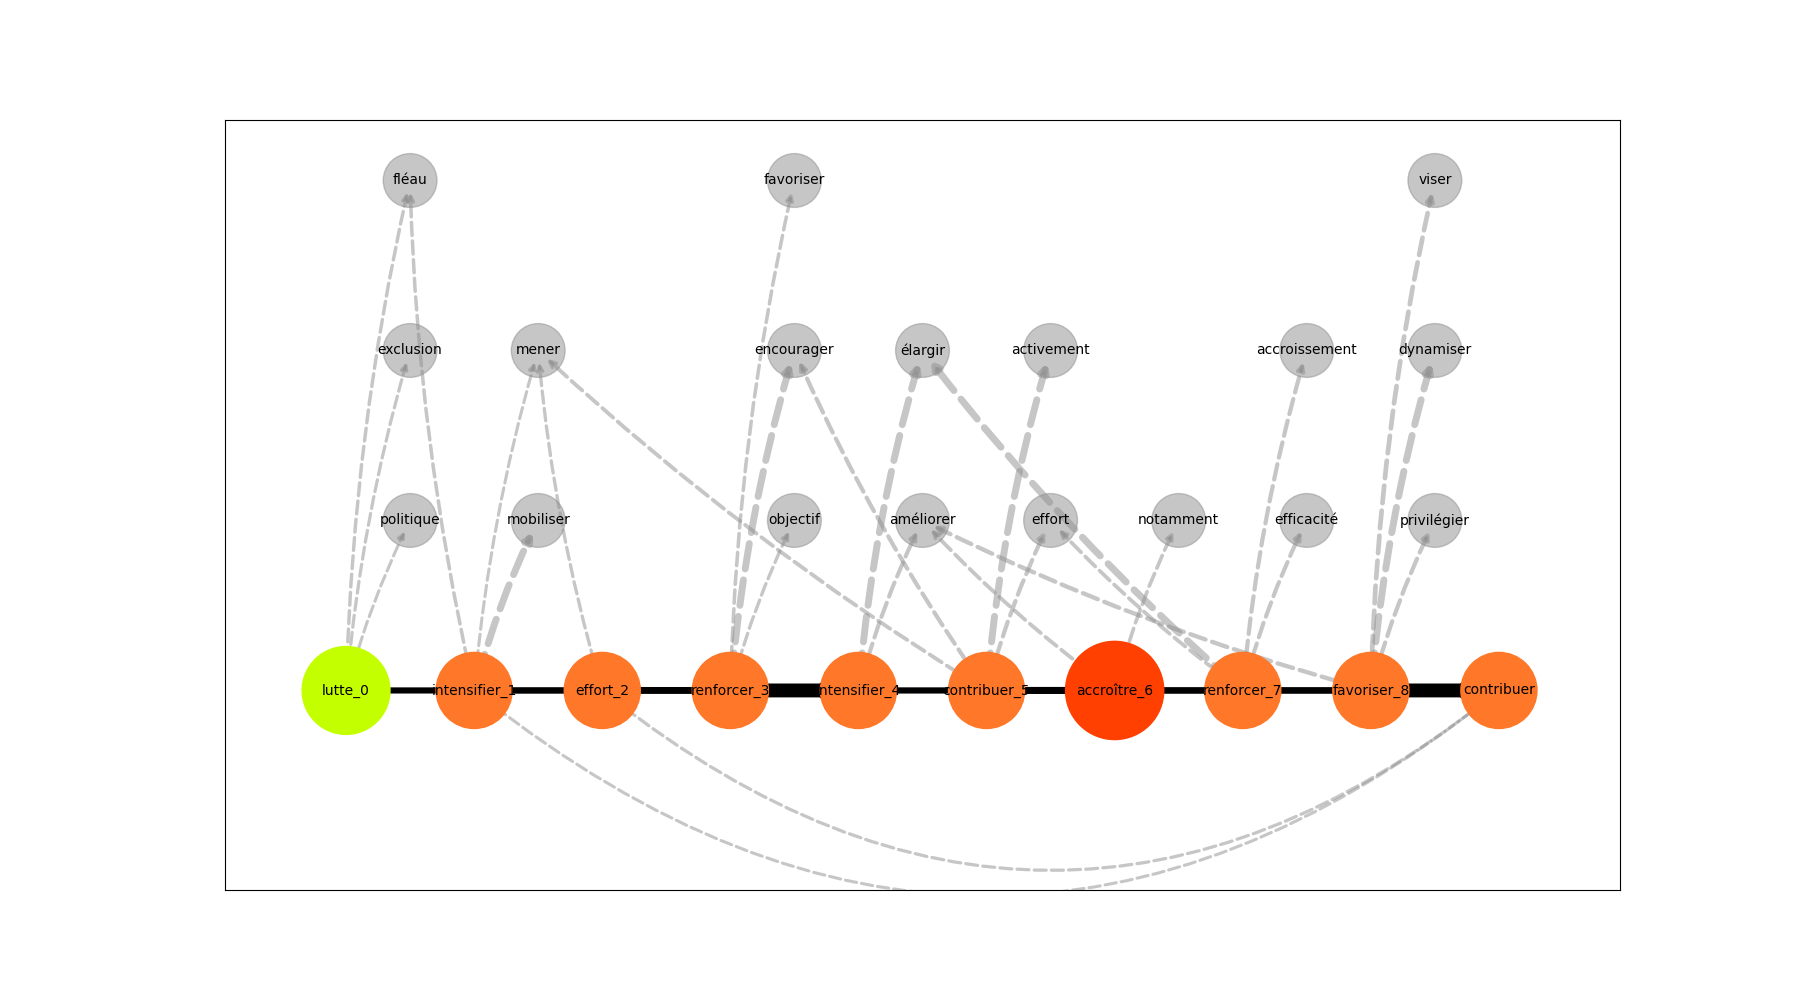 fléau favoriser viser
exclusion mener encourager élargir activement accroissement dynamiser
politique mobiliser objectif améliorer effort notamment efficacité privilégier
lutte_0 intensifier_1 effort_2 renforcer_3 intensifier_4 contribuer_5 accroître_6 renforcer_7 favoriser_8 contribuer